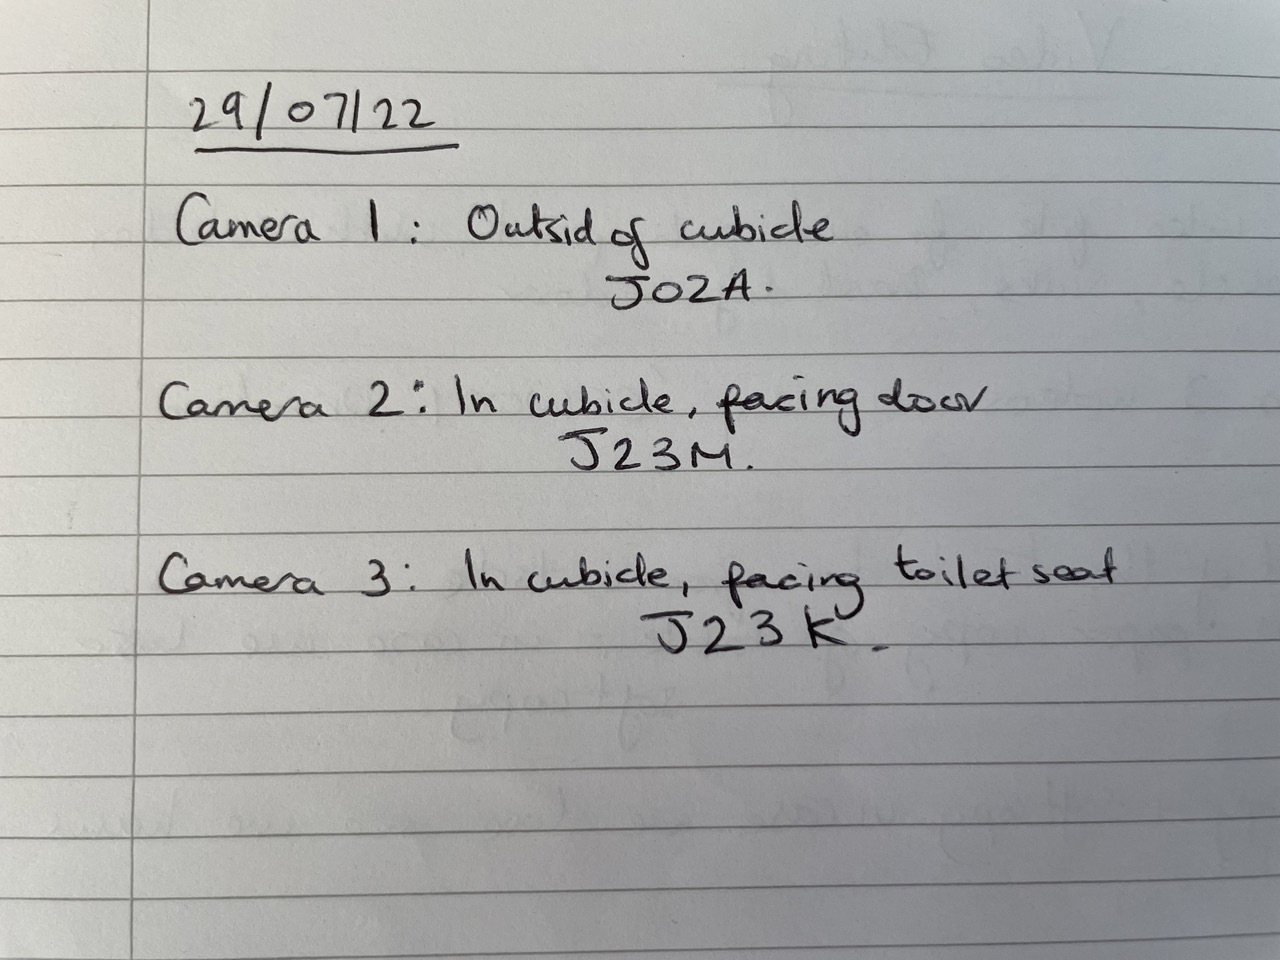 29/07/22
Camera 1: Outsid of cubicle
J02A.
Camera 2: In cubicle, facing door
J23M.
Camera 3: In cubicle, facing toilet seat
J23K.